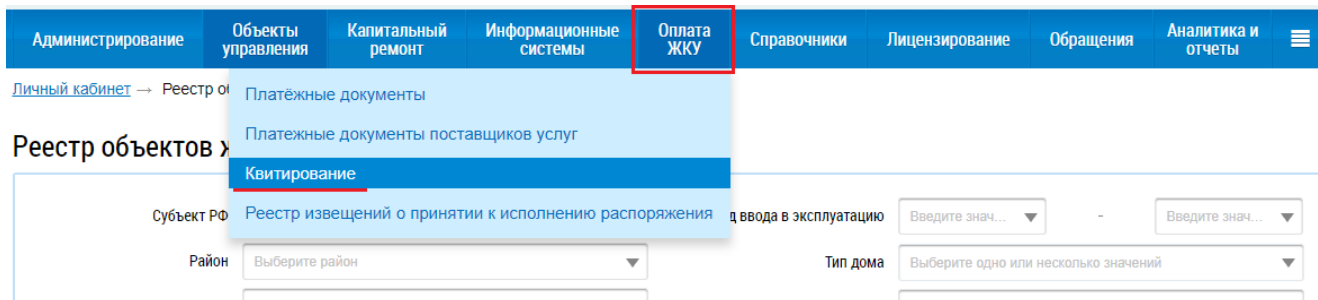 Администрирование
Объекты
управления
Капитальный
ремонт
Информационные
системы
Оплата
ЖКУ
Справочники
Лицензирование
Обращения
Аналитика и
отчеты
Личный кабинет → Реестр об
Платёжные документы
Платежные документы поставщиков услуг
Реестр объектов ж
Квитирование
Субъект РФ
Реестр извещений о принятии к исполнению распоряжения
д ввода в эксплуатацию
Введите знач...
-
Введите знач...
Район
Выберите район
Тип дома
Выберите одно или несколько значений